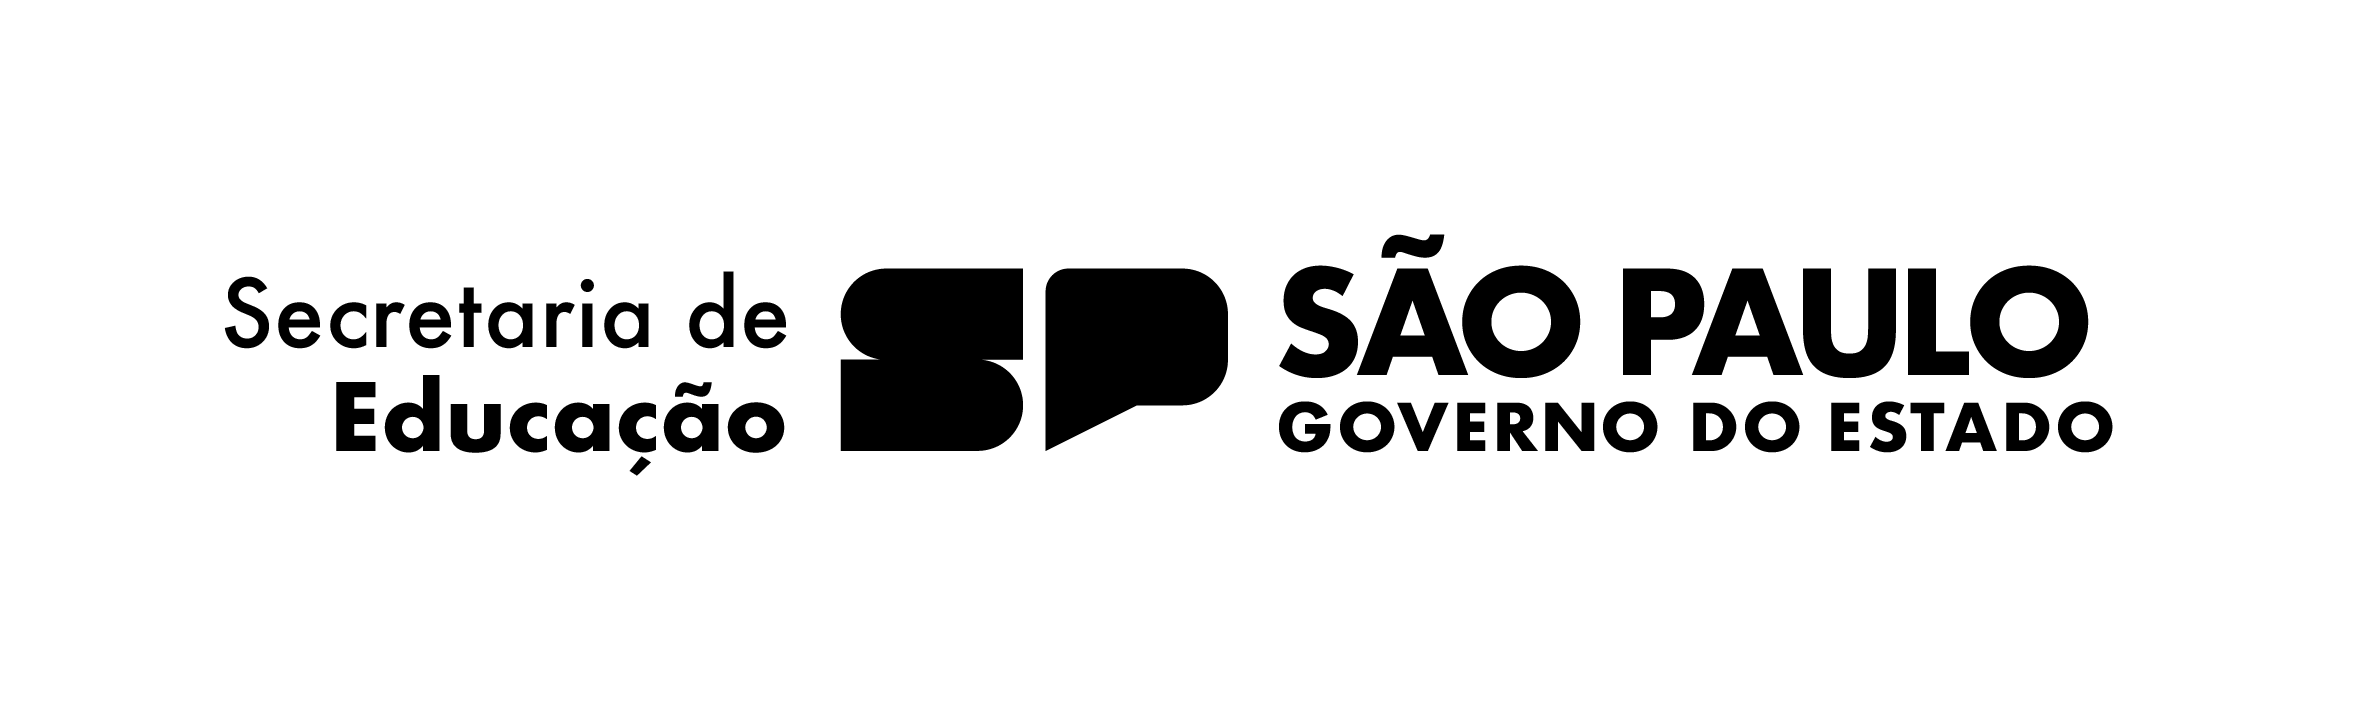 Secretaria de
Educação
SP
SÃO PAULO
GOVERNO DO ESTADO